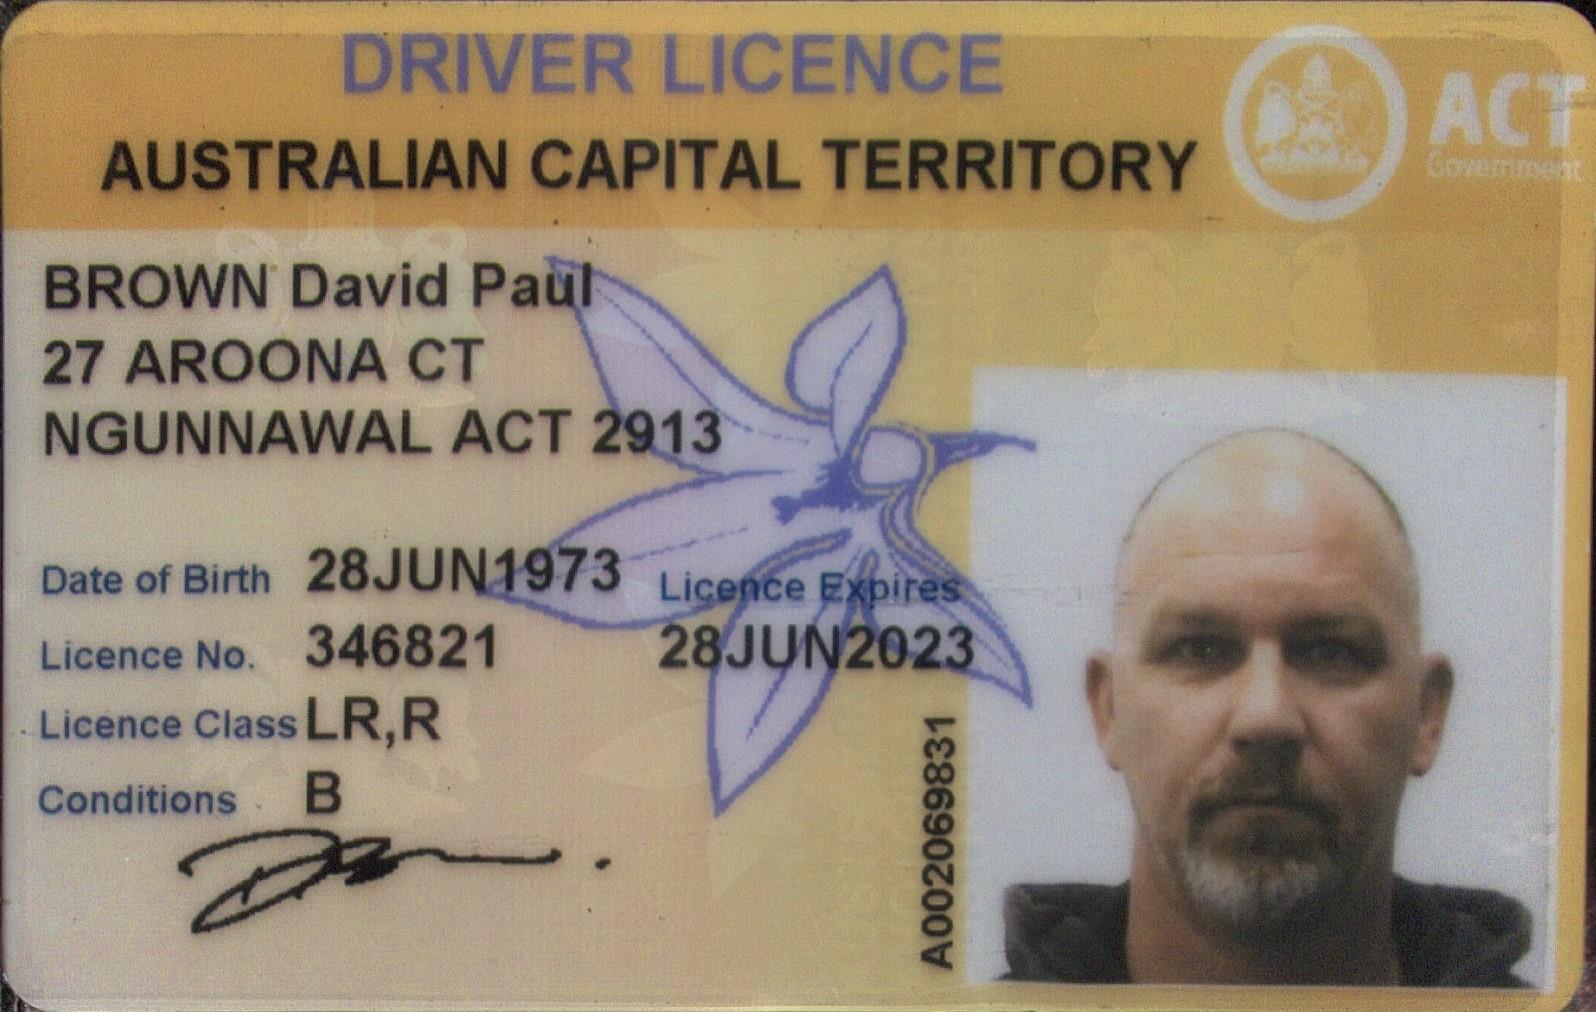 DRIVER LICENCE
AUSTRALIAN CAPITAL TERRITORY
ACT
Government
BROWN David Paul
27 AROONA CT
NGUNNAWAL ACT 2913
Date of Birth 28JUN1973
Licence Expires
28JUN2023
Licence No. 346821
Licence Class LR,R
Conditions B
A002069831